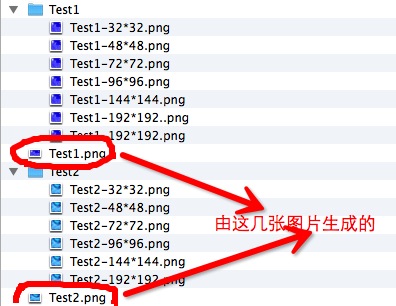 Test1
Test1-32*32.png
Test1-48*48.png
Test1-72*72.png
Test1-96*96.png
Test1-144*144.png
Test1-192*192..png
Test1-192*192.png
Test1.png
Test2
Test2-32*32.png
Test2-48*48.png
由这几张图片生成的
Test2-72*72.png
Test2-96*96.png
Test2-144*144.png
Test2-192*192.png
Test2.png